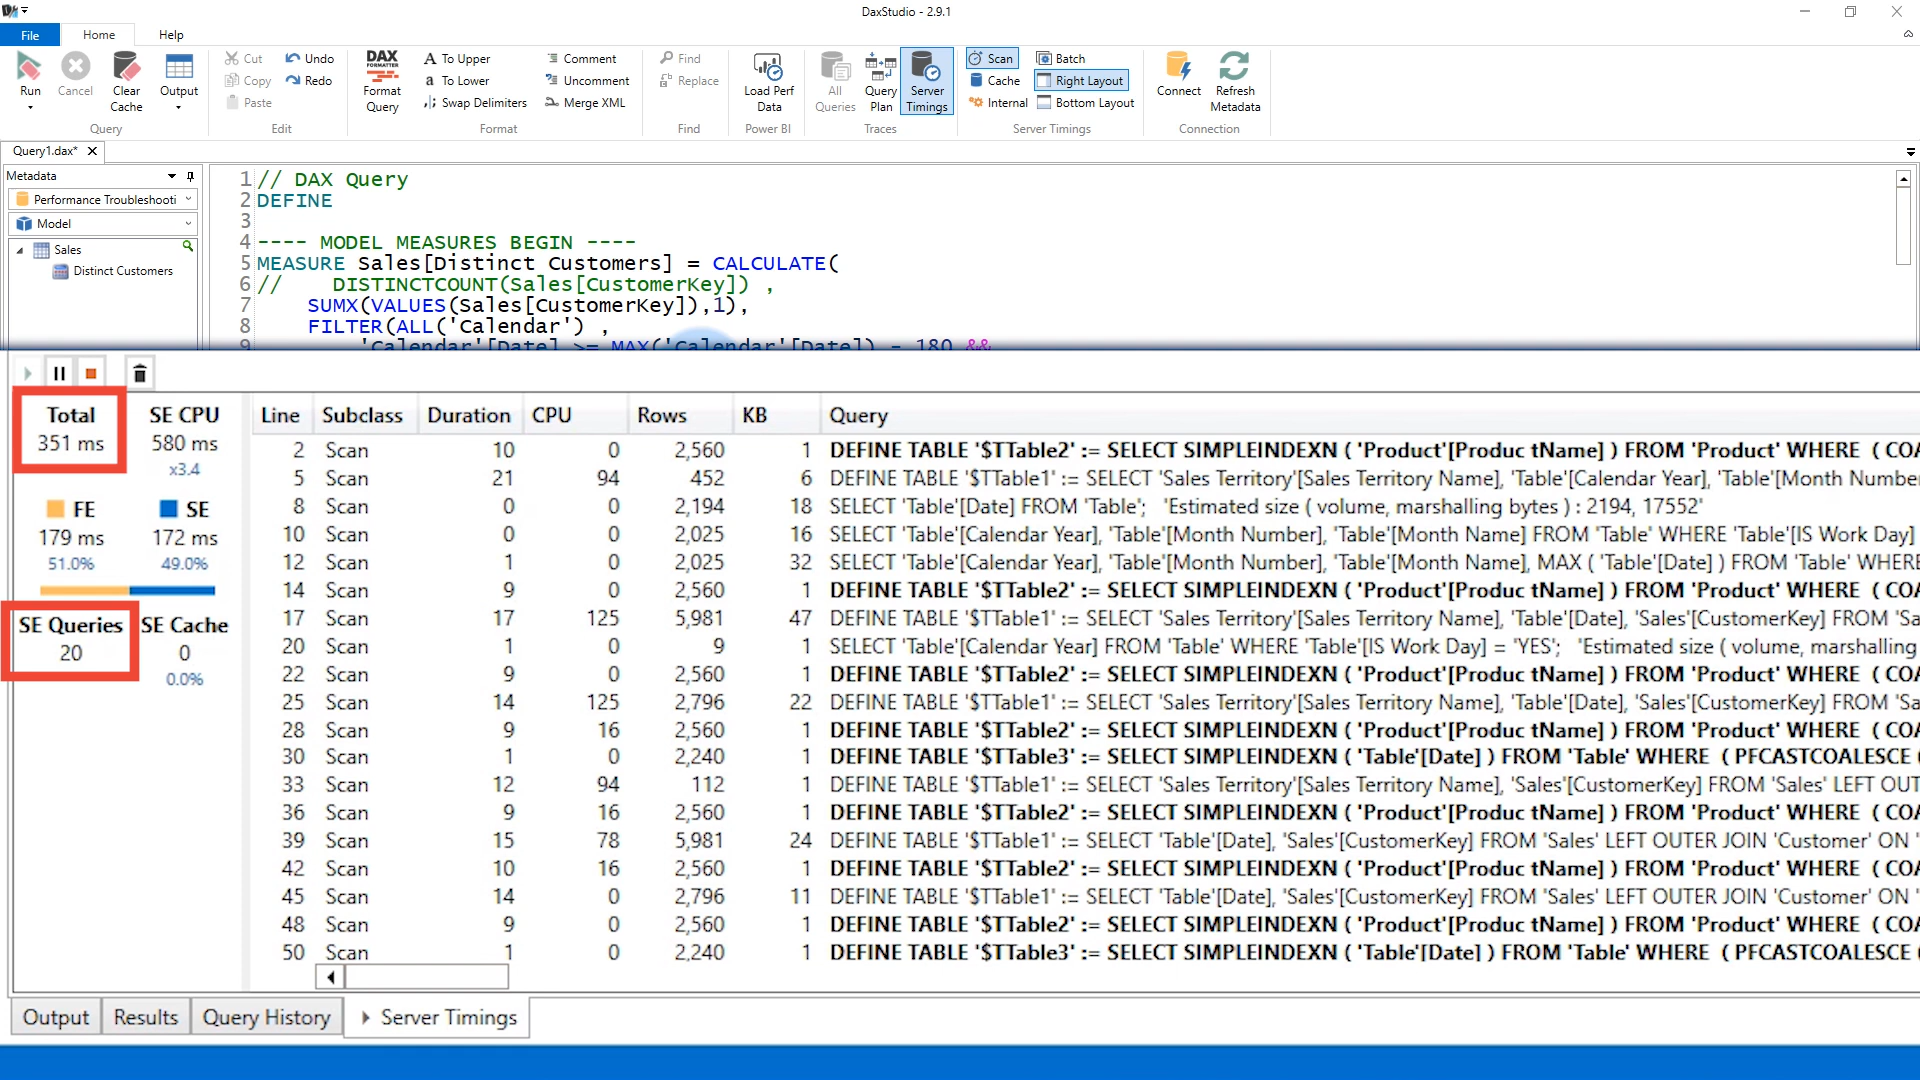 DaxStudio - 2.9.1
File Home Help
Run Cancel Clear Cache Output
Cut Copy Paste Undo Redo
DAX FORMATTER Format Query
To Upper To Lower Swap Delimiters
Comment Uncomment Merge XML
Find Replace
Load Perf Data
All Queries Query Plan Server Timings
Scan Cache Internal Batch Right Layout Bottom Layout
Connect Refresh Metadata
Query Edit Format Find Power BI Traces Server Timings Connection
Query1.dax*
Metadata
Performance Troubleshooti
Model
Sales
Distinct Customers
1 // DAX Query
2 DEFINE
3
4 ---- MODEL MEASURES BEGIN ----
5 MEASURE Sales[Distinct Customers] = CALCULATE(
6 // DISTINCTCOUNT(Sales[CustomerKey]) ,
7 SUMX(VALUES(Sales[CustomerKey]),1),
8 FILTER(ALL('Calendar') ,
9 'Calendar'[Date] >= MAX('Calendar'[Date]) - 180 &&
Total SE CPU
351 ms 580 ms
x3.4
FE SE
179 ms 172 ms
51.0% 49.0%
SE Queries SE Cache
20 0
0.0%
Line Subclass Duration CPU Rows KB Query
2 Scan 10 0 2,560 1 DEFINE TABLE '$TTable2' := SELECT SIMPLEINDEXN ( 'Product'[Produc tName] ) FROM 'Product' WHERE ( COA
5 Scan 21 94 452 6 DEFINE TABLE '$TTable1' := SELECT 'Sales Territory'[Sales Territory Name], 'Table'[Calendar Year], 'Table'[Month Number
8 Scan 0 0 2,194 18 SELECT 'Table'[Date] FROM 'Table'; 'Estimated size ( volume, marshalling bytes ) : 2194, 17552'
10 Scan 0 0 2,025 16 SELECT 'Table'[Calendar Year], 'Table'[Month Number], 'Table'[Month Name] FROM 'Table' WHERE 'Table'[IS Work Day]
12 Scan 1 0 2,025 32 SELECT 'Table'[Calendar Year], 'Table'[Month Number], 'Table'[Month Name], MAX ( 'Table'[Date] ) FROM 'Table' WHERE
14 Scan 9 0 2,560 1 DEFINE TABLE '$TTable2' := SELECT SIMPLEINDEXN ( 'Product'[Produc tName] ) FROM 'Product' WHERE ( COA
17 Scan 17 125 5,981 47 DEFINE TABLE '$TTable1' := SELECT 'Sales Territory'[Sales Territory Name], 'Table'[Date], 'Sales'[CustomerKey] FROM 'Sa
20 Scan 1 0 9 1 SELECT 'Table'[Calendar Year] FROM 'Table' WHERE 'Table'[IS Work Day] = 'YES'; 'Estimated size ( volume, marshalling
22 Scan 9 0 2,560 1 DEFINE TABLE '$TTable2' := SELECT SIMPLEINDEXN ( 'Product'[Produc tName] ) FROM 'Product' WHERE ( COA
25 Scan 14 125 2,796 22 DEFINE TABLE '$TTable1' := SELECT 'Sales Territory'[Sales Territory Name], 'Table'[Date], 'Sales'[CustomerKey] FROM 'Sa
28 Scan 9 16 2,560 1 DEFINE TABLE '$TTable2' := SELECT SIMPLEINDEXN ( 'Product'[Produc tName] ) FROM 'Product' WHERE ( COA
30 Scan 1 0 2,240 1 DEFINE TABLE '$TTable3' := SELECT SIMPLEINDEXN ( 'Table'[Date] ) FROM 'Table' WHERE ( PFCASTCOALESCE (
33 Scan 12 94 112 1 DEFINE TABLE '$TTable1' := SELECT 'Sales Territory'[Sales Territory Name], 'Sales'[CustomerKey] FROM 'Sales' LEFT OUT
36 Scan 9 16 2,560 1 DEFINE TABLE '$TTable2' := SELECT SIMPLEINDEXN ( 'Product'[Produc tName] ) FROM 'Product' WHERE ( COA
39 Scan 15 78 5,981 24 DEFINE TABLE '$TTable1' := SELECT 'Table'[Date], 'Sales'[CustomerKey] FROM 'Sales' LEFT OUTER JOIN 'Customer' ON '
42 Scan 10 16 2,560 1 DEFINE TABLE '$TTable2' := SELECT SIMPLEINDEXN ( 'Product'[Produc tName] ) FROM 'Product' WHERE ( COA
45 Scan 14 0 2,796 11 DEFINE TABLE '$TTable1' := SELECT 'Table'[Date], 'Sales'[CustomerKey] FROM 'Sales' LEFT OUTER JOIN 'Customer' ON '
48 Scan 9 0 2,560 1 DEFINE TABLE '$TTable2' := SELECT SIMPLEINDEXN ( 'Product'[Produc tName] ) FROM 'Product' WHERE ( COA
50 Scan 1 0 2,240 1 DEFINE TABLE '$TTable3' := SELECT SIMPLEINDEXN ( 'Table'[Date] ) FROM 'Table' WHERE ( PFCASTCOALESCE (
Output Results Query History Server Timings